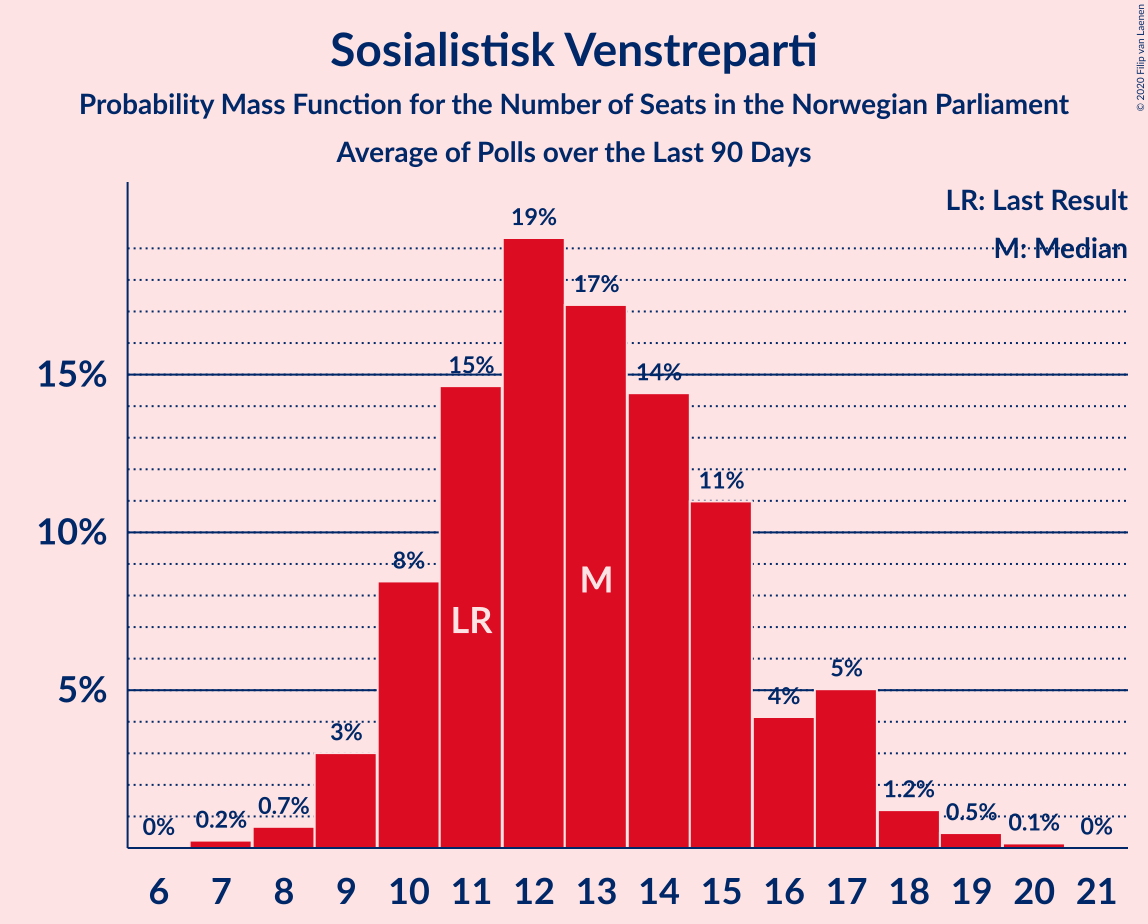 Sosialistisk Venstreparti
Probability Mass Function for the Number of Seats in the Norwegian Parliament
Average of Polls over the Last 90 Days
© 2020 Filip van Laenen
LR: Last Result
M: Median
15%
10%
5%
0%
0.2%
0.7%
3%
8%
15%
19%
17%
14%
11%
4%
5%
1.2%
0.5%
0.1%
0%
LR
M
6 7 8 9 10 11 12 13 14 15 16 17 18 19 20 21